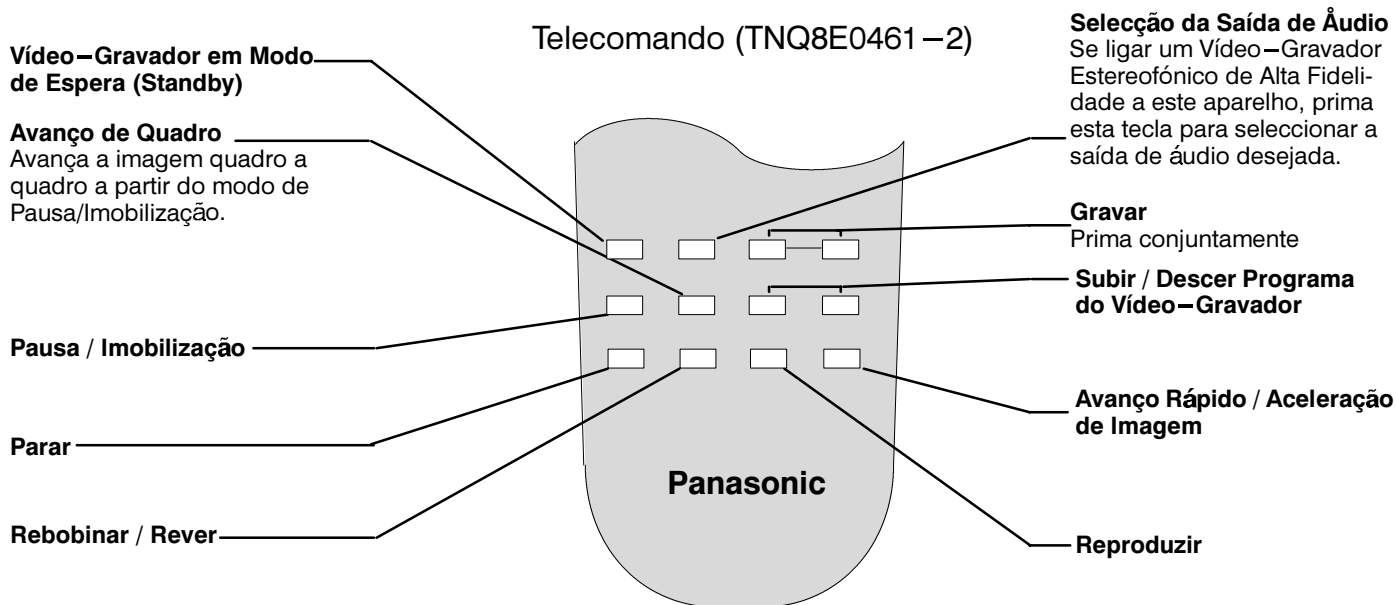 Telecomando (TNQ8E0461−2)
Vídeo−Gravador em Modo
de Espera (Standby)
Avanço de Quadro
Avança a imagem quadro a
quadro a partir do modo de
Pausa/Imobilização.
Pausa / Imobilização
Parar
Rebobinar / Rever
Selecção da Saída de Åudio
Se ligar um Vídeo−Gravador
Estereofónico de Alta Fideli-
dade a este aparelho, prima
esta tecla para seleccionar a
saída de áudio desejada.
Gravar
Prima conjuntamente
Subir / Descer Programa
do Vídeo−Gravador
Avanço Rápido / Aceleração
de Imagem
Reproduzir
Panasonic